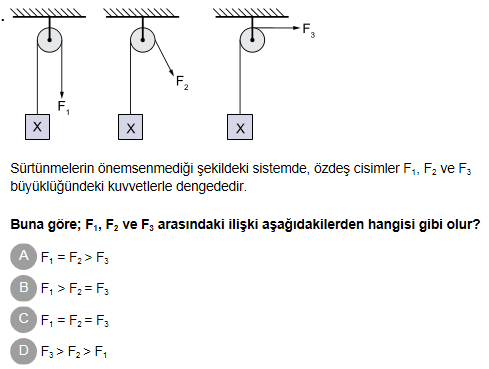 F₁
F₂
F₃
X
X
X
Sürtünmelerin önemsenmediği şekildeki sistemde, özdeş cisimler F₁, F₂ ve F₃
büyüklüğündeki kuvvetlerle dengededir.
Buna göre; F₁, F₂ ve F₃ arasındaki ilişki aşağıdakilerden hangisi gibi olur?
A F₁ = F₂ > F₃
B F₁ > F₂ = F₃
C F₁ = F₂ = F₃
D F₃ > F₂ > F₁